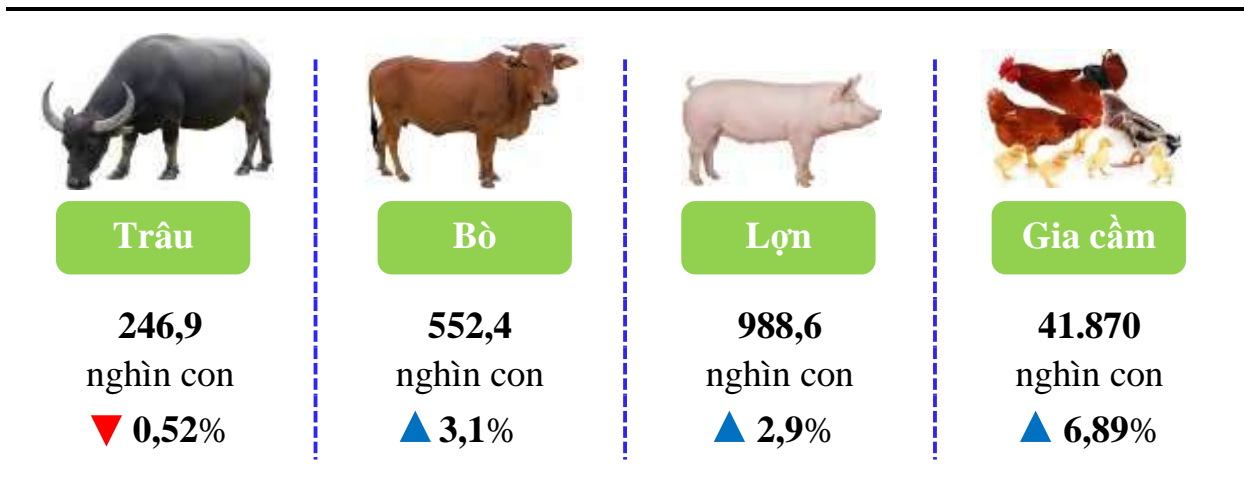 Trâu
246,9
nghìn con
0,52%
Bò
552,4
nghìn con
3,1%
Lợn
988,6
nghìn con
2,9%
Gia cầm
41.870
nghìn con
6,89%